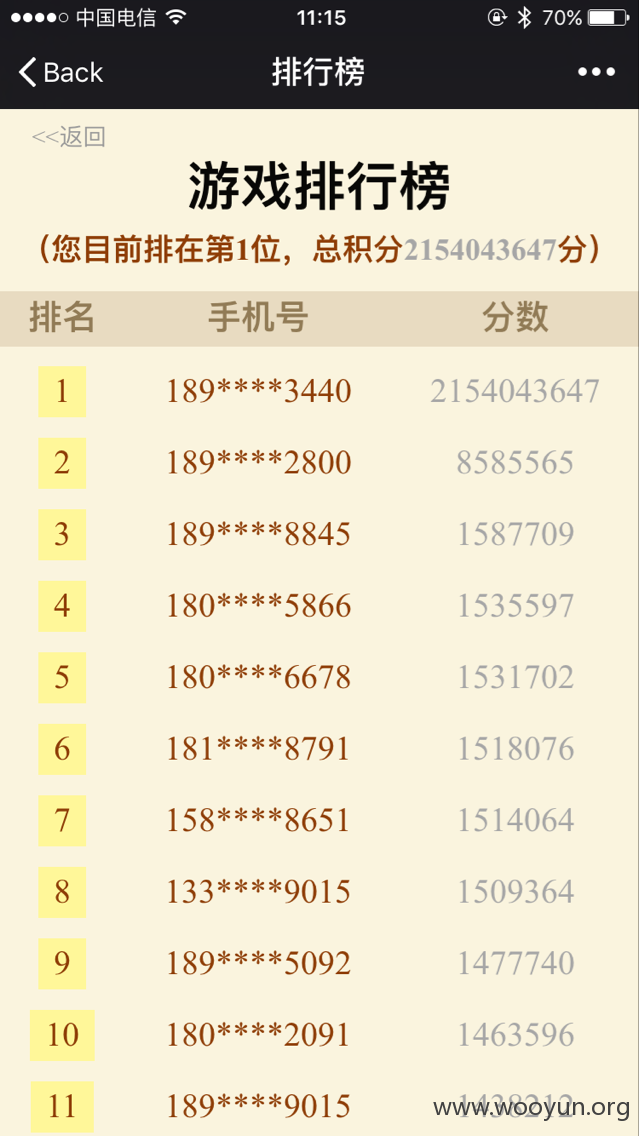 中国电信 11:15 70%
Back 排行榜
<<返回
游戏排行榜
（您目前排在第1位，总积分2154043647分）
排名 手机号 分数
1 189****3440 2154043647
2 189****2800 8585565
3 189****8845 1587709
4 180****5866 1535597
5 180****6678 1531702
6 181****8791 1518076
7 158****8651 1514064
8 133****9015 1509364
9 189****5092 1477740
10 180****2091 1463596
11 189****9015 1438212
www.wooyun.org